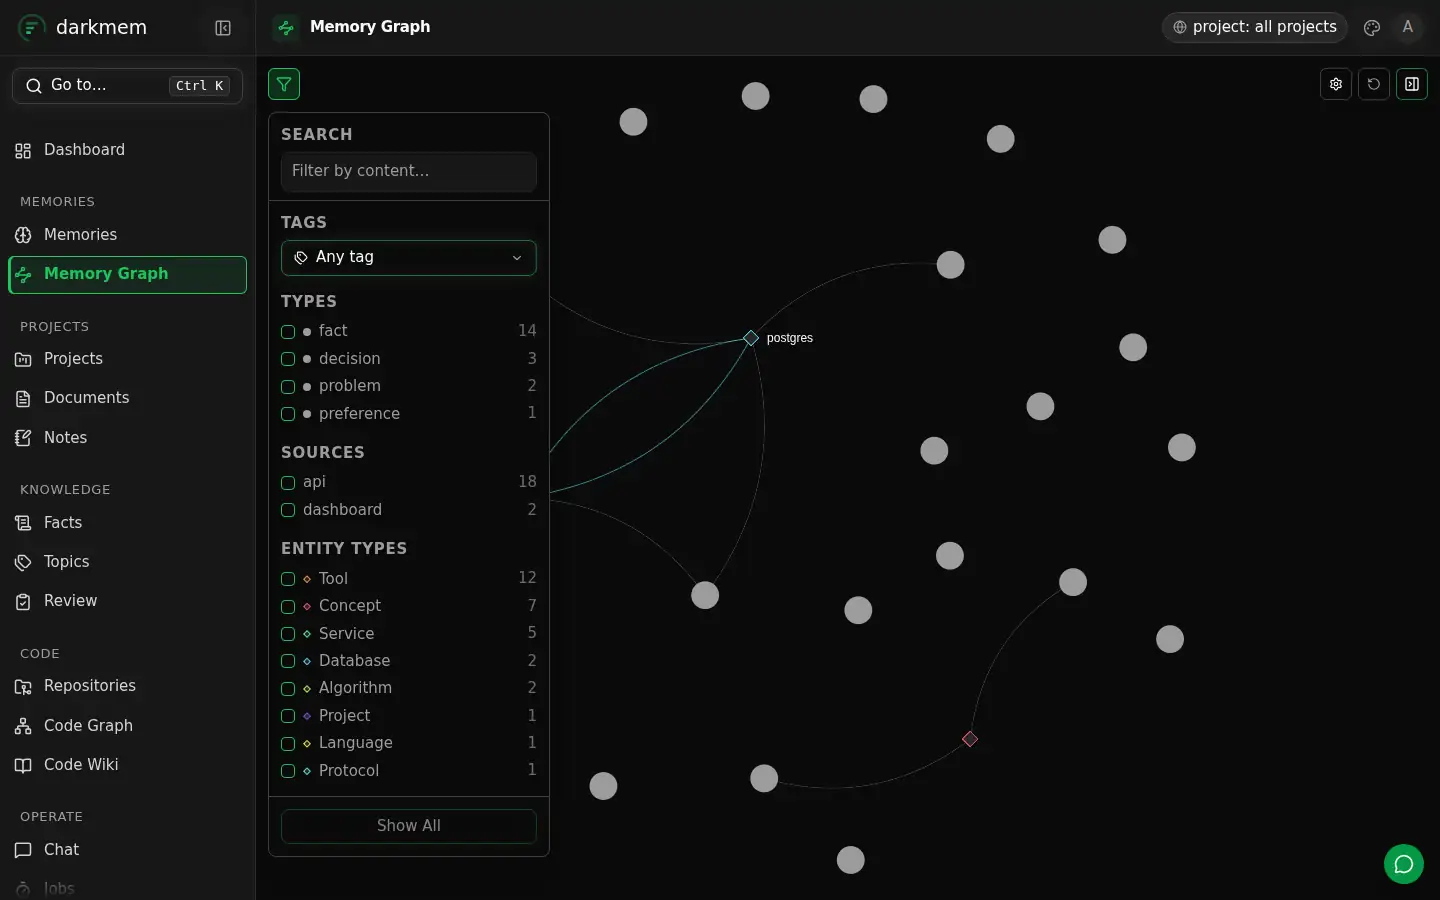 darkmem
Memory Graph
project: all projects
A
Go to...
Ctrl K
Dashboard
MEMORIES
Memories
Memory Graph
PROJECTS
Projects
Documents
Notes
KNOWLEDGE
Facts
Topics
Review
CODE
Repositories
Code Graph
Code Wiki
OPERATE
Chat
Jobs
SEARCH
Filter by content...
TAGS
Any tag
TYPES
fact 14
decision 3
problem 2
preference 1
SOURCES
api 18
dashboard 2
ENTITY TYPES
Tool 12
Concept 7
Service 5
Database 2
Algorithm 2
Project 1
Language 1
Protocol 1
Show All
postgres